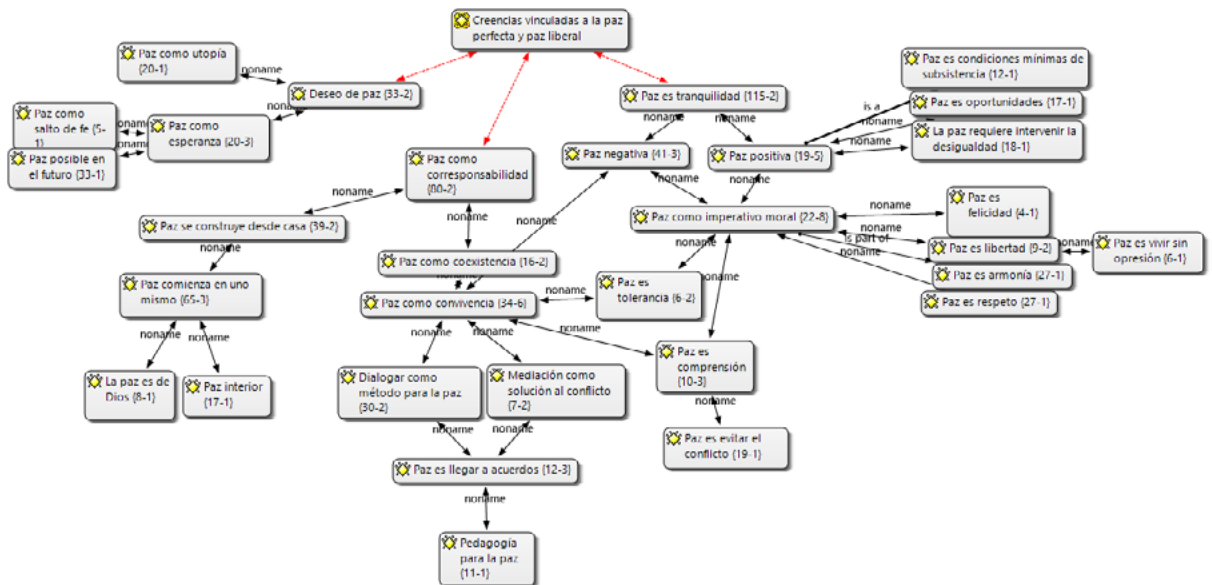 Creencias vinculadas a la paz
perfecta y paz liberal
Paz como utopía
{20-1}
noname
Deseo de paz {33-2}
noname
Paz como
salto de fe {5-
1}
noname
noname
Paz como
esperanza {20-3}
Paz posible en
el futuro {33-1}
Paz es tranquilidad {115-2}
noname
noname
Paz es condiciones mínimas de
subsistencia {12-1}
is a
Paz es oportunidades {17-1}
noname
La paz requiere intervenir la
desigualdad {18-1}
noname
Paz negativa {41-3}
Paz positiva {19-5}
noname
noname
Paz como
corresponsabilidad
{80-2}
noname
noname
noname
Paz se construye desde casa {39-2}
noname
Paz como imperativo moral {22-8}
noname
Paz es
felicidad {4-1}
noname
Paz es libertad {9-2}
noname
Paz es vivir sin
opresión {6-1}
is part of
noname
Paz es armonía {27-1}
Paz es respeto {27-1}
noname
noname
Paz como coexistencia {16-2}
noname
Paz comienza en uno
mismo {65-3}
noname
noname
Paz como convivencia {34-6}
noname
Paz es
tolerancia {6-2}
noname
noname
noname
Paz es
comprensión
{10-3}
noname
La paz es de
Dios {8-1}
Paz interior
{17-1}
Dialogar como
método para la paz
{30-2}
Mediación como
solución al conflicto
{7-2}
noname
noname
Paz es evitar el
conflicto {19-1}
Paz es llegar a acuerdos {12-3}
noname
Pedagogía
para la paz
{11-1}